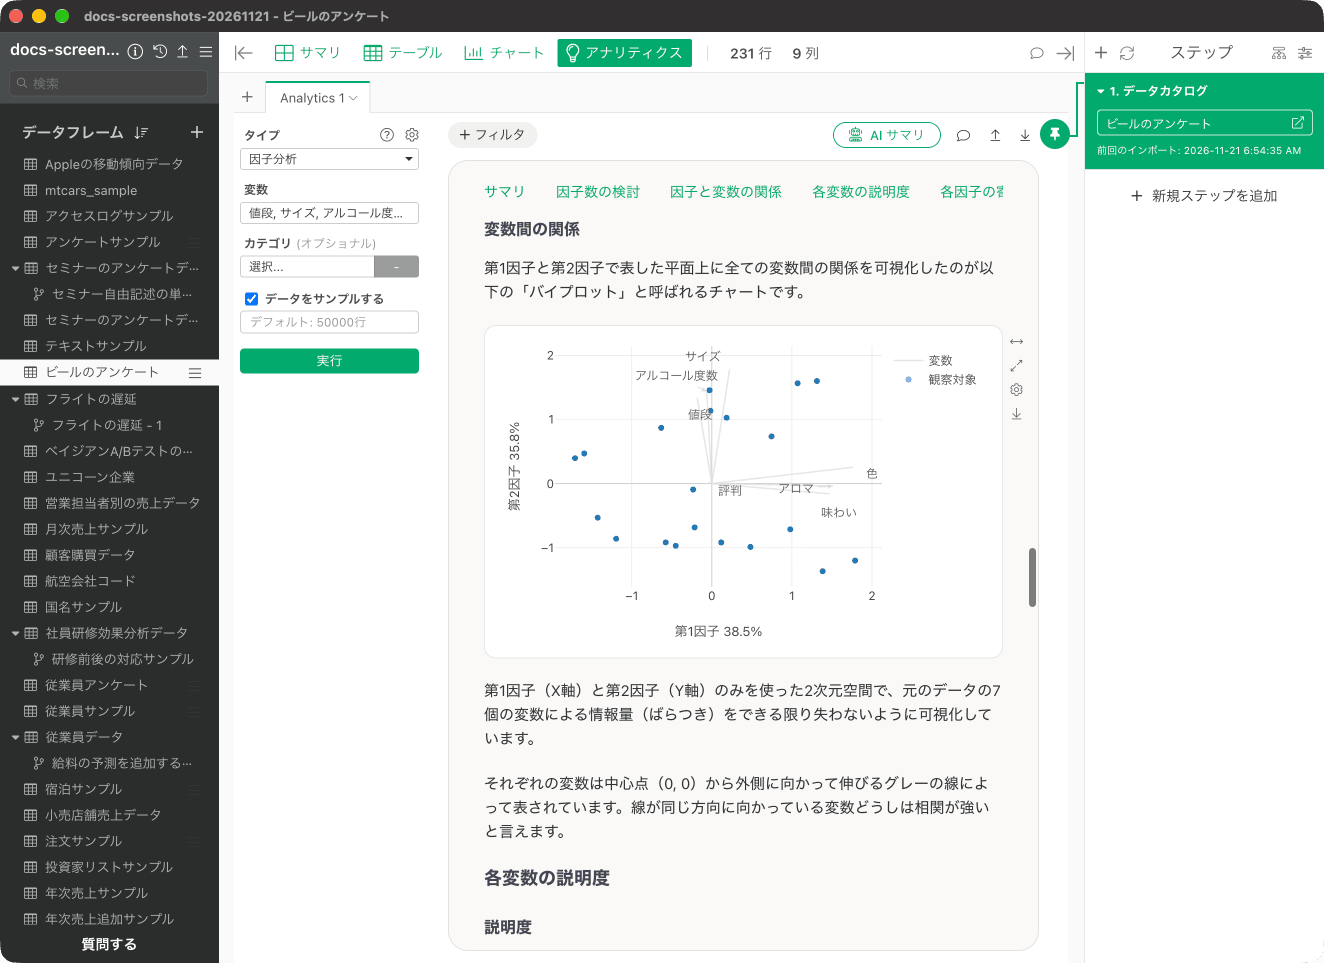 docs-screenshots-20261121 - ビールのアンケート
docs-screen...
検索
データフレーム
Appleの移動傾向データ
mtcars_sample
アクセスログサンプル
アンケートサンプル
セミナーのアンケートデ…
セミナー自由記述の単…
セミナーのアンケートデ…
テキストサンプル
ビールのアンケート
フライトの遅延
フライトの遅延 - 1
ベイジアンA/Bテストの…
ユニコーン企業
営業担当者別の売上データ
月次売上サンプル
顧客購買データ
航空会社コード
国名サンプル
社員研修効果分析データ
研修前後の対応サンプル
従業員アンケート
従業員サンプル
従業員データ
給料の予測を追加する…
宿泊サンプル
小売店舗売上データ
注文サンプル
投資家リストサンプル
年次売上サンプル
年次売上追加サンプル
質問する
サマリ
テーブル
チャート
アナリティクス
231 行
9 列
Analytics 1
タイプ
因子分析
変数
値段, サイズ, アルコール度...
カテゴリ (オプショナル)
選択...
-
データをサンプルする
デフォルト: 50000行
実行
+ フィルタ
AI サマリ
サマリ
因子数の検討
因子と変数の関係
各変数の説明度
各因子の寄
変数間の関係
第1因子と第2因子で表した平面上に全ての変数間の関係を可視化したのが以
下の「バイプロット」と呼ばれるチャートです。
2
1
0
−1
−1
0
1
2
第2因子 35.8%
第1因子 38.5%
サイズ
アルコール度数
値段
色
評判
アロマ
味わい
変数
観察対象
第1因子（X軸）と第2因子（Y軸）のみを使った2次元空間で、元のデータの7
個の変数による情報量（ばらつき）をできる限り失わないように可視化して
います。
それぞれの変数は中心点（0, 0）から外側に向かって伸びるグレーの線によ
って表されています。線が同じ方向に向かっている変数どうしは相関が強い
と言えます。
各変数の説明度
説明度
ステップ
1. データカタログ
ビールのアンケート
前回のインポート: 2026-11-21 6:54:35 AM
+ 新規ステップを追加